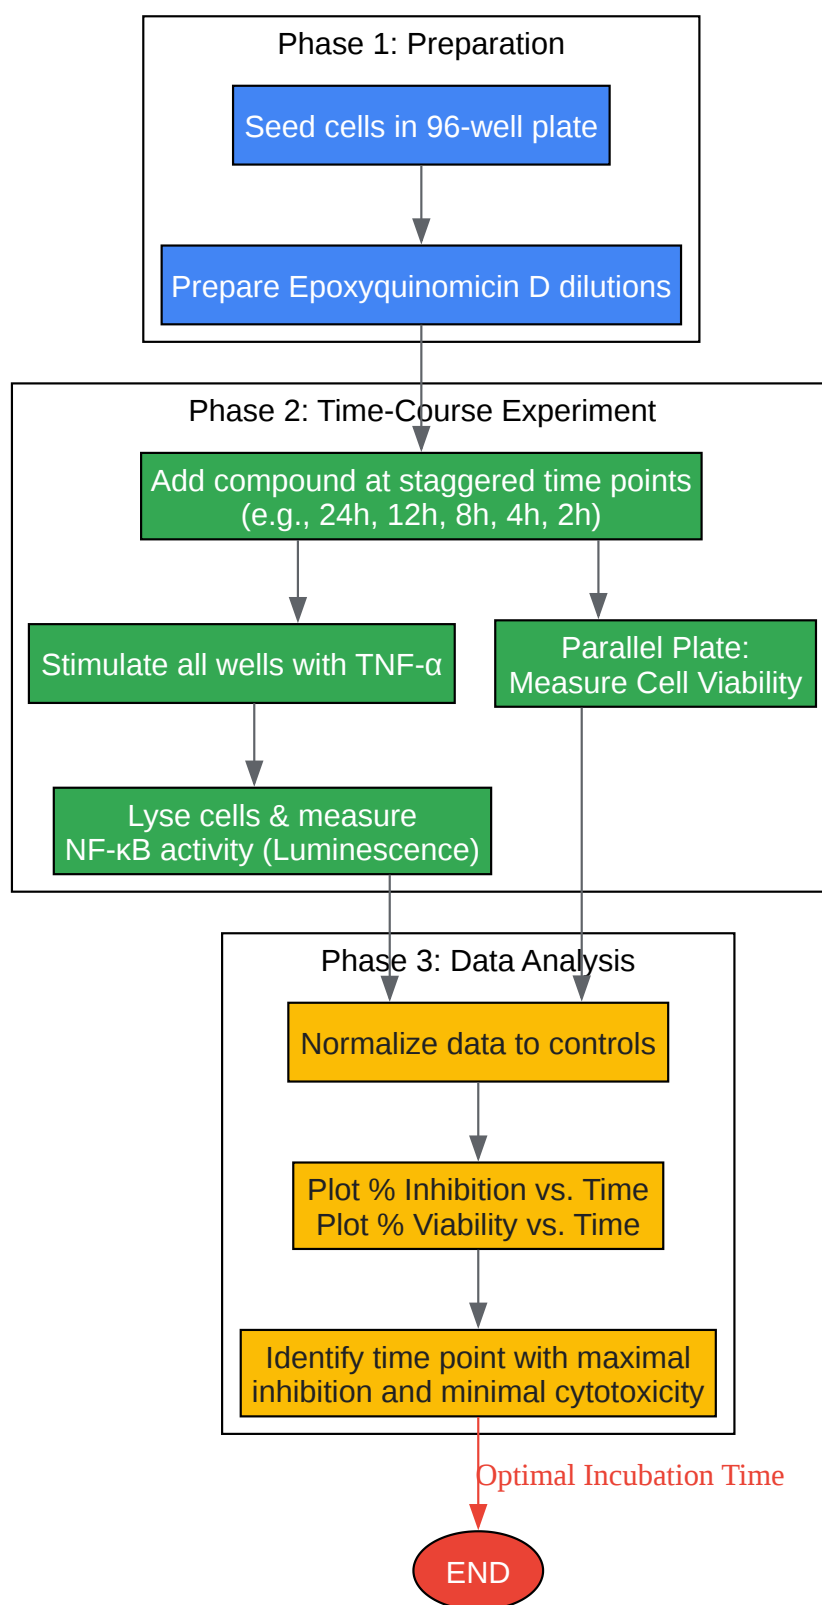 Phase 1: Preparation
Seed cells in 96-well plate
Prepare Epoxyquinomicin D dilutions
Phase 2: Time-Course Experiment
Add compound at staggered time points
(e.g., 24h, 12h, 8h, 4h, 2h)
Stimulate all wells with TNF-α
Parallel Plate:
Measure Cell Viability
Lyse cells & measure
NF-κB activity (Luminescence)
Phase 3: Data Analysis
Normalize data to controls
Plot % Inhibition vs. Time
Plot % Viability vs. Time
Identify time point with maximal
inhibition and minimal cytotoxicity
Optimal Incubation Time
END